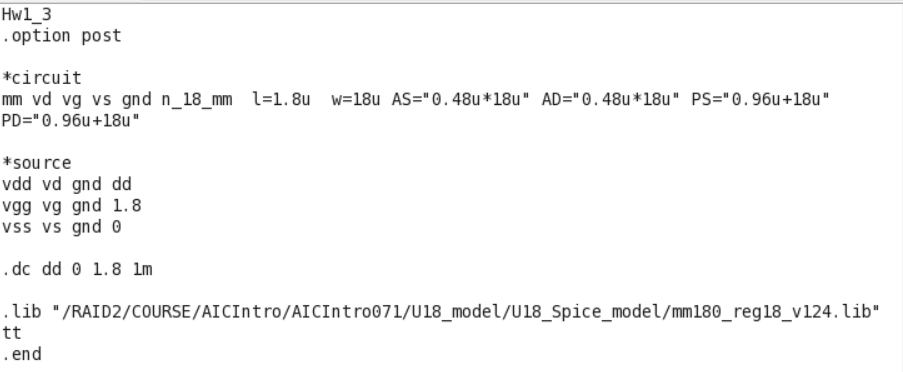 Hw1_3
.option post
*circuit
mm vd vg vs gnd n_18_mm  l=1.8u  w=18u AS="0.48u*18u" AD="0.48u*18u" PS="0.96u+18u"
PD="0.96u+18u"
*source
vdd vd gnd dd
vgg vg gnd 1.8
vss vs gnd 0
.dc dd 0 1.8 1m
.lib "/RAID2/COURSE/AICIntro/AICIntro071/U18_model/U18_Spice_model/mm180_reg18_v124.lib"
tt
.end